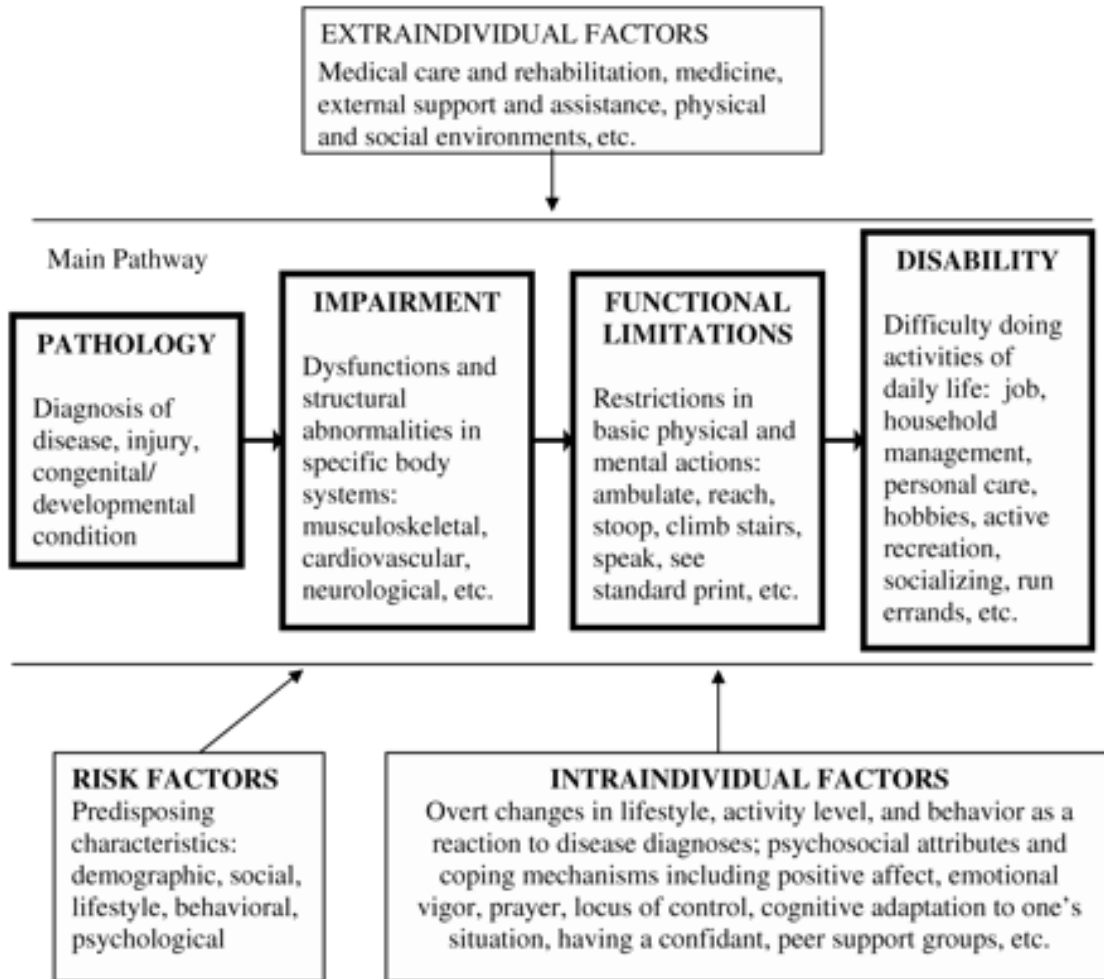 EXTRAINDIVIDUAL FACTORS
Medical care and rehabilitation, medicine,
external support and assistance, physical
and social environments, etc.
Main Pathway
PATHOLOGY
Diagnosis of
disease, injury,
congenital/
developmental
condition
IMPAIRMENT
Dysfunctions and
structural
abnormalities in
specific body
systems:
musculoskeletal,
cardiovascular,
neurological, etc.
FUNCTIONAL
LIMITATIONS
Restrictions in
basic physical and
mental actions:
ambulate, reach,
stoop, climb stairs,
speak, see
standard print, etc.
DISABILITY
Difficulty doing
activities of
daily life: job,
household
management,
personal care,
hobbies, active
recreation,
socializing, run
errands, etc.
RISK FACTORS
Predisposing
characteristics:
demographic, social,
lifestyle, behavioral,
psychological
INTRAINDIVIDUAL FACTORS
Overt changes in lifestyle, activity level, and behavior as a
reaction to disease diagnoses; psychosocial attributes and
coping mechanisms including positive affect, emotional
vigor, prayer, locus of control, cognitive adaptation to one's
situation, having a confidant, peer support groups, etc.